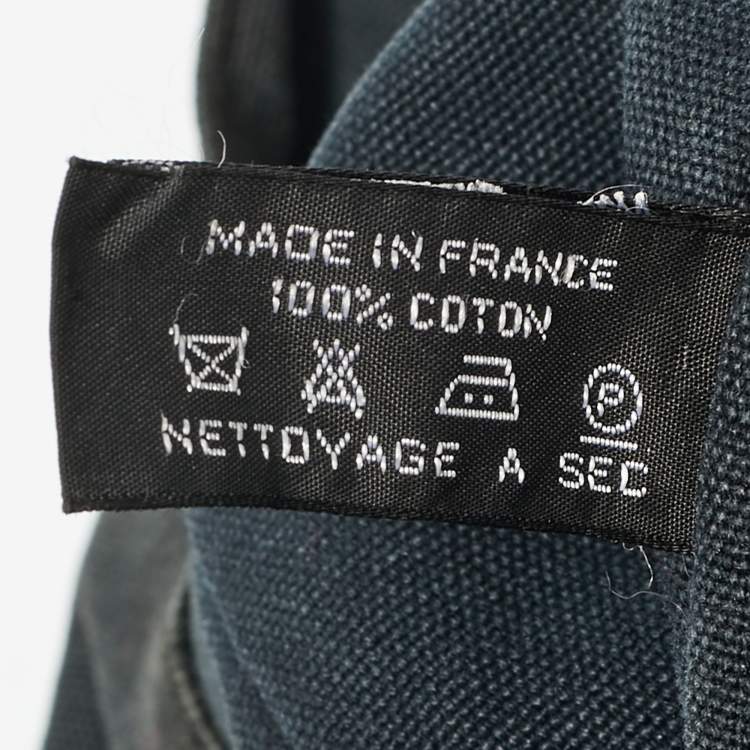 MADE IN FRANCE
100% COTON
P
NETTOYAGE A SEC